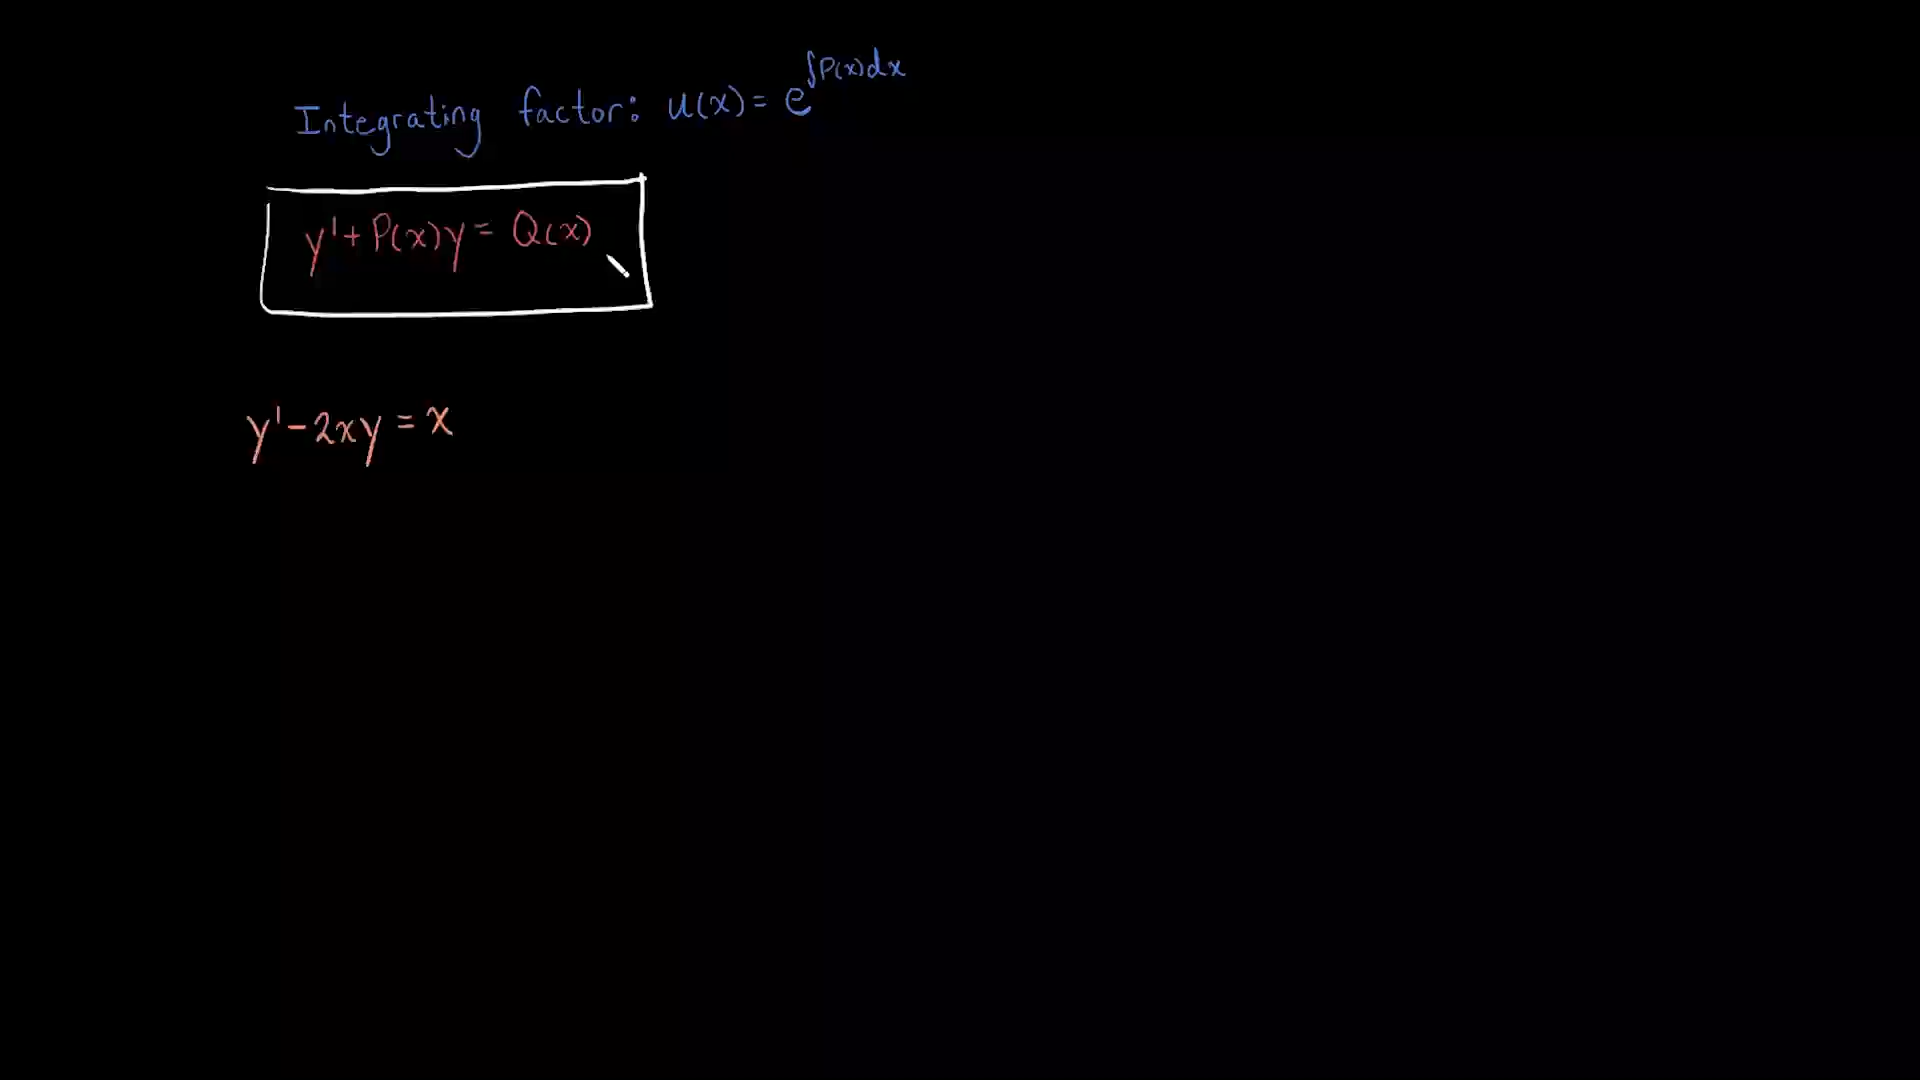 Integrating factor: u(x) = e^∫P(x)dx
y' + P(x)y = Q(x)
y' - 2xy = x